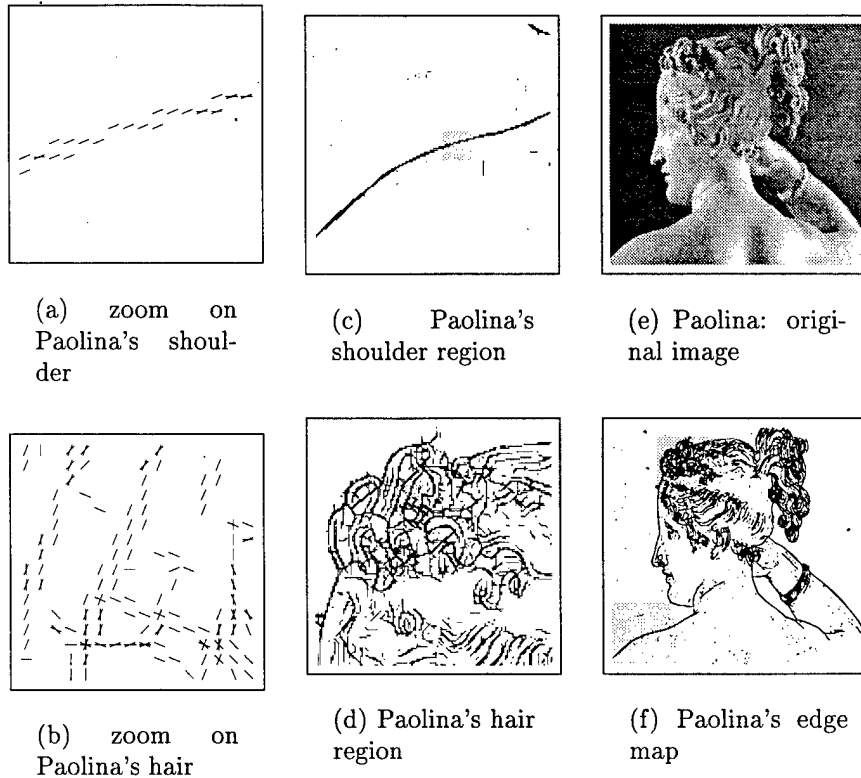 (a) zoom on
Paolina's shoul-
der
(c) Paolina's
shoulder region
(e) Paolina: origi-
nal image
(b) zoom on
Paolina's hair
(d) Paolina's hair
region
(f) Paolina's edge
map